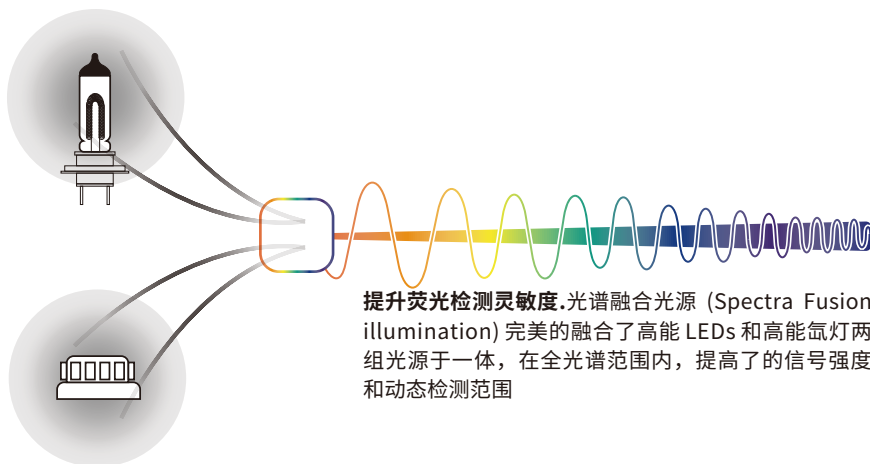 提升荧光检测灵敏度.光谱融合光源 (Spectra Fusion
illumination) 完美的融合了高能 LEDs 和高能氙灯两
组光源于一体，在全光谱范围内，提高了的信号强度
和动态检测范围